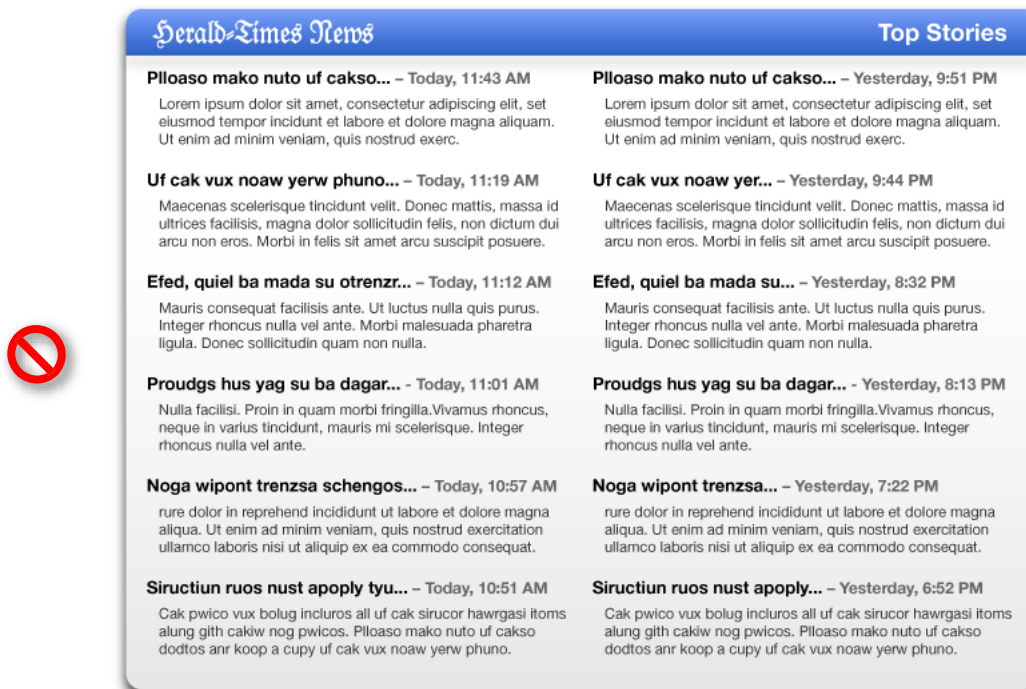 Herald-Times News
Top Stories
Plloaso mako nuto uf cakso... – Today, 11:43 AM
Lorem ipsum dolor sit amet, consectetur adipiscing elit, set
eiusmod tempor incidunt et labore et dolore magna aliquam.
Ut enim ad minim veniam, quis nostrud exerc.
Uf cak vux noaw yerw phuno... – Today, 11:19 AM
Maecenas scelerisque tincidunt velit. Donec mattis, massa id
ultrices facilisis, magna dolor sollicitudin felis, non dictum dui
arcu non eros. Morbi in felis sit amet arcu suscipit posuere.
Efed, quiel ba mada su otrenzr... – Today, 11:12 AM
Mauris consequat facilisis ante. Ut luctus nulla quis purus.
Integer rhoncus nulla vel ante. Morbi malesuada pharetra
ligula. Donec sollicitudin quam non nulla.
Proudgs hus yag su ba dagar... - Today, 11:01 AM
Nulla facilisi. Proin in quam morbi fringilla.Vivamus rhoncus,
neque in varius tincidunt, mauris mi scelerisque. Integer
rhoncus nulla vel ante.
Noga wipont trenzsa schengos... – Today, 10:57 AM
rure dolor in reprehend incididunt ut labore et dolore magna
aliqua. Ut enim ad minim veniam, quis nostrud exercitation
ullamco laboris nisi ut aliquip ex ea commodo consequat.
Siructiun ruos nust apoply tyu... – Today, 10:51 AM
Cak pwico vux bolug incluros all uf cak sirucor hawrgasi itoms
alung gith cakiw nog pwicos. Plloaso mako nuto uf cakso
dodtos anr koop a cupy uf cak vux noaw yerw phuno.
Plloaso mako nuto uf cakso... – Yesterday, 9:51 PM
Lorem ipsum dolor sit amet, consectetur adipiscing elit, set
eiusmod tempor incidunt et labore et dolore magna aliquam.
Ut enim ad minim veniam, quis nostrud exerc.
Uf cak vux noaw yer... – Yesterday, 9:44 PM
Maecenas scelerisque tincidunt velit. Donec mattis, massa id
ultrices facilisis, magna dolor sollicitudin felis, non dictum dui
arcu non eros. Morbi in felis sit amet arcu suscipit posuere.
Efed, quiel ba mada su... – Yesterday, 8:32 PM
Mauris consequat facilisis ante. Ut luctus nulla quis purus.
Integer rhoncus nulla vel ante. Morbi malesuada pharetra
ligula. Donec sollicitudin quam non nulla.
Proudgs hus yag su ba dagar... - Yesterday, 8:13 PM
Nulla facilisi. Proin in quam morbi fringilla.Vivamus rhoncus,
neque in varius tincidunt, mauris mi scelerisque. Integer
rhoncus nulla vel ante.
Noga wipont trenzsa... – Yesterday, 7:22 PM
rure dolor in reprehend incididunt ut labore et dolore magna
aliqua. Ut enim ad minim veniam, quis nostrud exercitation
ullamco laboris nisi ut aliquip ex ea commodo consequat.
Siructiun ruos nust apoply... – Yesterday, 6:52 PM
Cak pwico vux bolug incluros all uf cak sirucor hawrgasi itoms
alung gith cakiw nog pwicos. Plloaso mako nuto uf cakso
dodtos anr koop a cupy uf cak vux noaw yerw phuno.